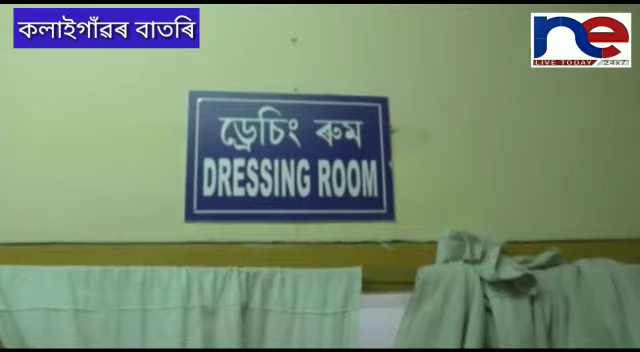 কলাইগাঁৱৰ বাতৰি
ne
LIVE TODAY 24x7
ড্ৰেচিং ৰুম
DRESSING ROOM